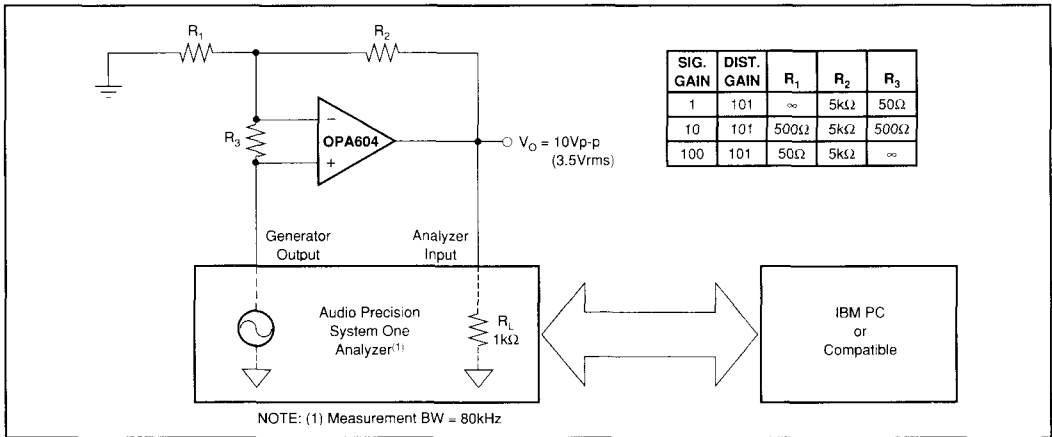 R₁
R₂
R₃
−
+
OPA604
V_O = 10Vp-p
(3.5Vrms)
SIG. GAIN DIST. GAIN R₁ R₂ R₃
1 101 ∞ 5kΩ 50Ω
10 101 500Ω 5kΩ 500Ω
100 101 50Ω 5kΩ ∞
Generator
Output
Analyzer
Input
Audio Precision
System One
Analyzer⁽¹⁾
R_L
1kΩ
IBM PC
or
Compatible
NOTE: (1) Measurement BW = 80kHz